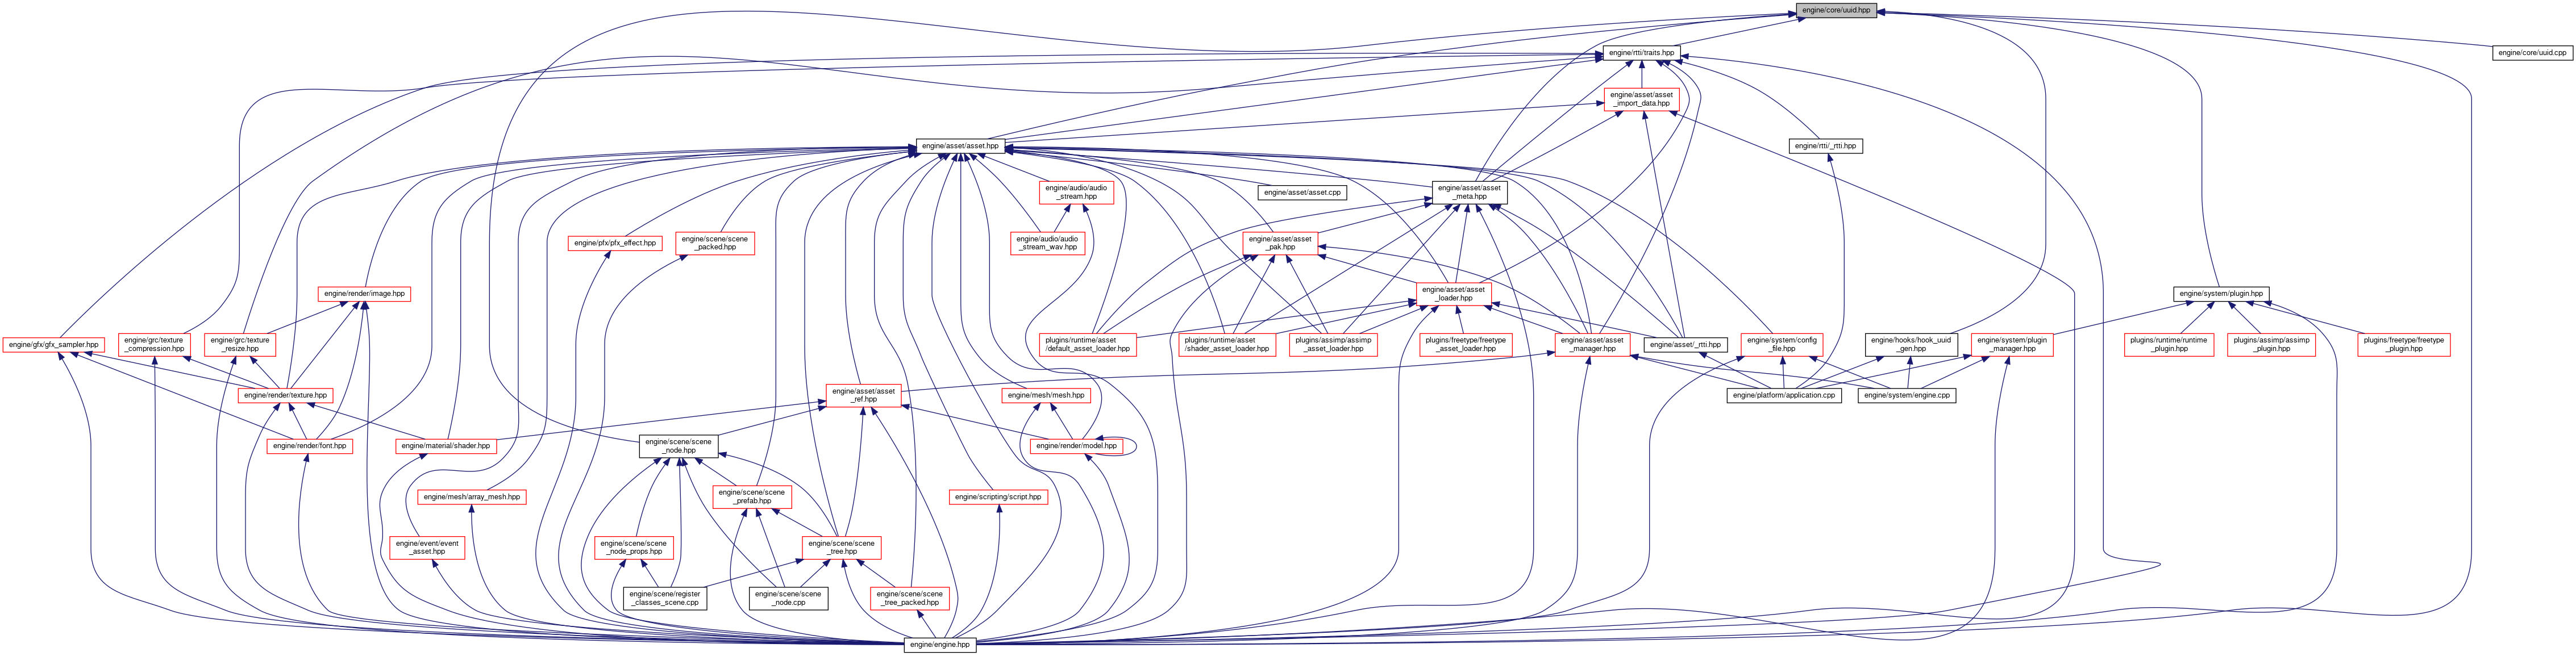 engine/core/uuid.hpp
engine/rtti/traits.hpp
engine/core/uuid.cpp
engine/asset/asset
_import_data.hpp
engine/asset/asset.hpp
engine/rtti/_rtti.hpp
engine/audio/audio
_stream.hpp
engine/asset/asset.cpp
engine/asset/asset
_meta.hpp
engine/pfx/pfx_effect.hpp
engine/scene/scene
_packed.hpp
engine/audio/audio
_stream_wav.hpp
engine/asset/asset
_pak.hpp
engine/render/image.hpp
engine/asset/asset
_loader.hpp
engine/system/plugin.hpp
engine/gfx/gfx_sampler.hpp
engine/grc/texture
_compression.hpp
engine/grc/texture
_resize.hpp
plugins/runtime/asset
/default_asset_loader.hpp
plugins/runtime/asset
/shader_asset_loader.hpp
plugins/assimp/assimp
_asset_loader.hpp
plugins/freetype/freetype
_asset_loader.hpp
engine/asset/asset
_manager.hpp
engine/asset/_rtti.hpp
engine/system/config
_file.hpp
engine/hooks/hook_uuid
_gen.hpp
engine/system/plugin
_manager.hpp
plugins/runtime/runtime
_plugin.hpp
plugins/assimp/assimp
_plugin.hpp
plugins/freetype/freetype
_plugin.hpp
engine/render/texture.hpp
engine/asset/asset
_ref.hpp
engine/mesh/mesh.hpp
engine/platform/application.cpp
engine/system/engine.cpp
engine/render/font.hpp
engine/material/shader.hpp
engine/scene/scene
_node.hpp
engine/render/model.hpp
engine/mesh/array_mesh.hpp
engine/scene/scene
_prefab.hpp
engine/scripting/script.hpp
engine/event/event
_asset.hpp
engine/scene/scene
_node_props.hpp
engine/scene/scene
_tree.hpp
engine/scene/register
_classes_scene.cpp
engine/scene/scene
_node.cpp
engine/scene/scene
_tree_packed.hpp
engine/engine.hpp